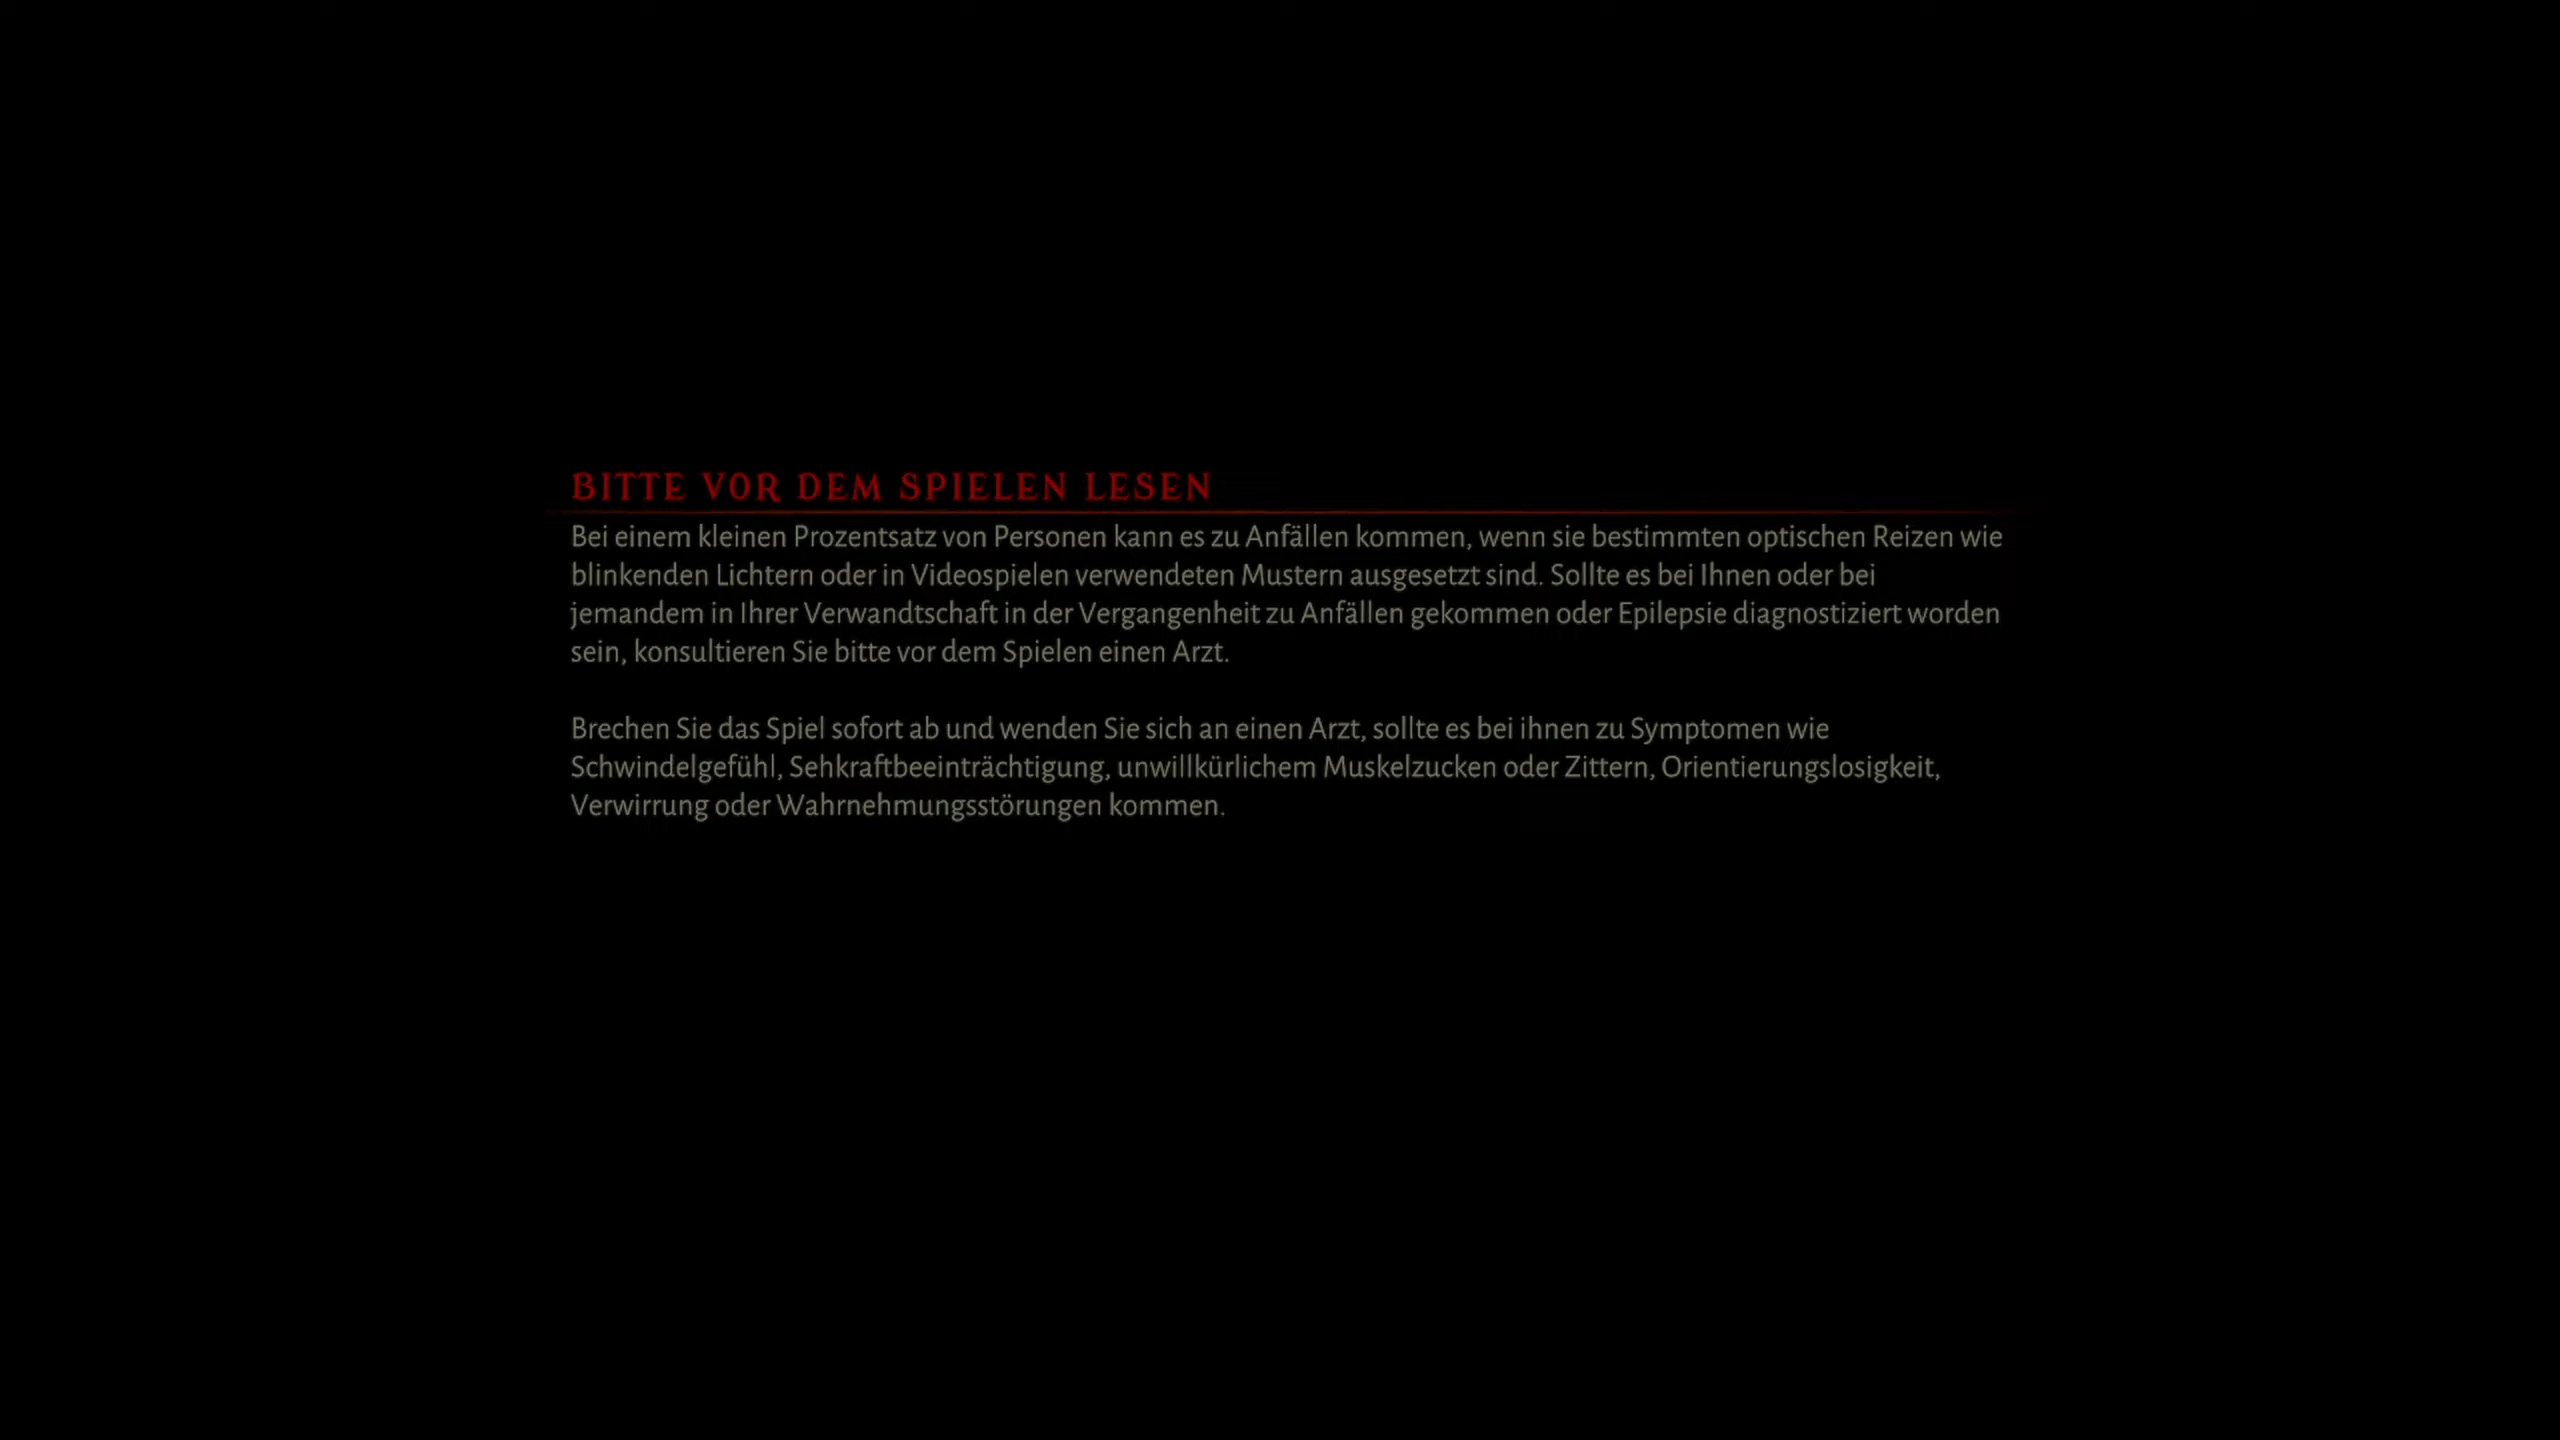 BITTE VOR DEM SPIELEN LESEN
Bei einem kleinen Prozentsatz von Personen kann es zu Anfällen kommen, wenn sie bestimmten optischen Reizen wie
blinkenden Lichtern oder in Videospielen verwendeten Mustern ausgesetzt sind. Sollte es bei Ihnen oder bei
jemandem in Ihrer Verwandtschaft in der Vergangenheit zu Anfällen gekommen oder Epilepsie diagnostiziert worden
sein, konsultieren Sie bitte vor dem Spielen einen Arzt.
Brechen Sie das Spiel sofort ab und wenden Sie sich an einen Arzt, sollte es bei ihnen zu Symptomen wie
Schwindelgefühl, Sehkraftbeeinträchtigung, unwillkürlichem Muskelzucken oder Zittern, Orientierungslosigkeit,
Verwirrung oder Wahrnehmungsstörungen kommen.